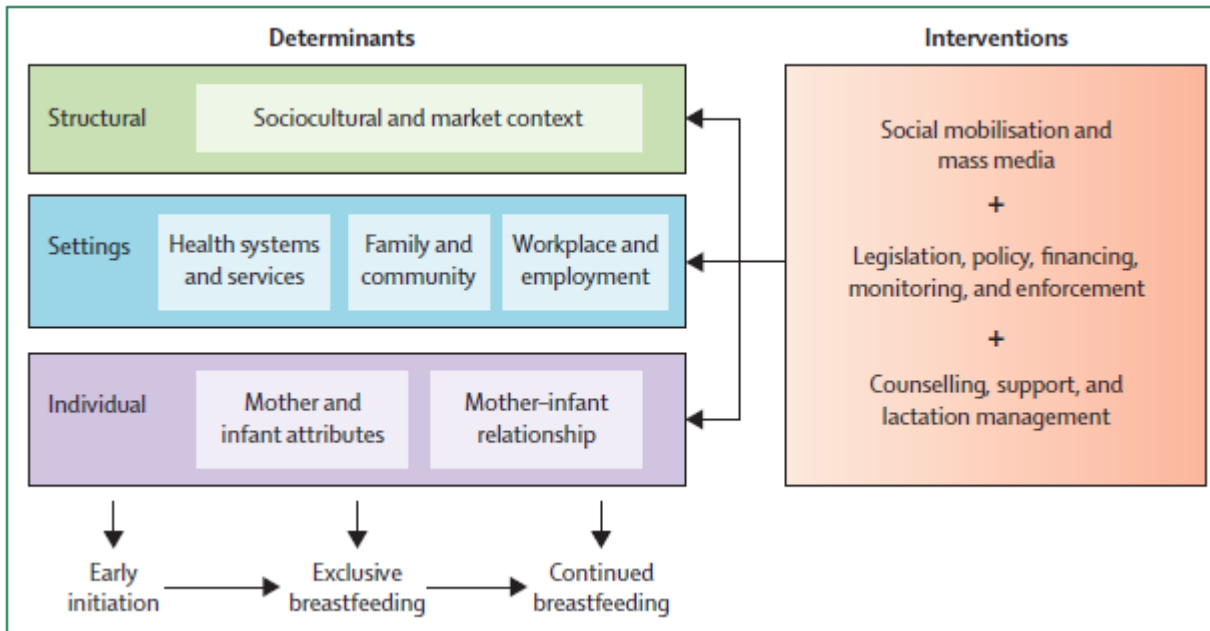 Determinants
Interventions
Structural
Sociocultural and market context
Settings
Health systems
and services
Family and
community
Workplace and
employment
Individual
Mother and
infant attributes
Mother–infant
relationship
Social mobilisation and
mass media
+
Legislation, policy, financing,
monitoring, and enforcement
+
Counselling, support, and
lactation management
Early
initiation
Exclusive
breastfeeding
Continued
breastfeeding